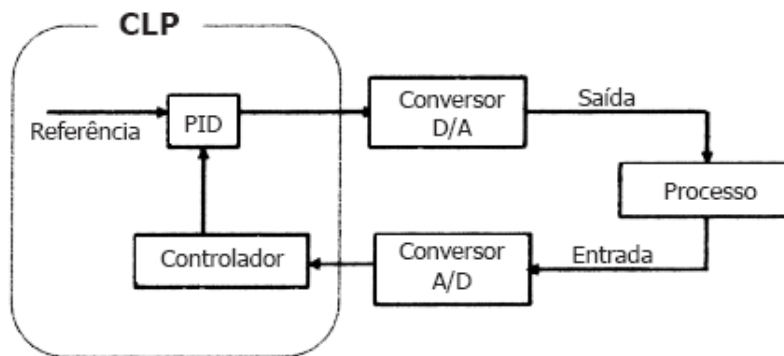 CLP
Referência
PID
Conversor
D/A
Saída
Processo
Controlador
Conversor
A/D
Entrada